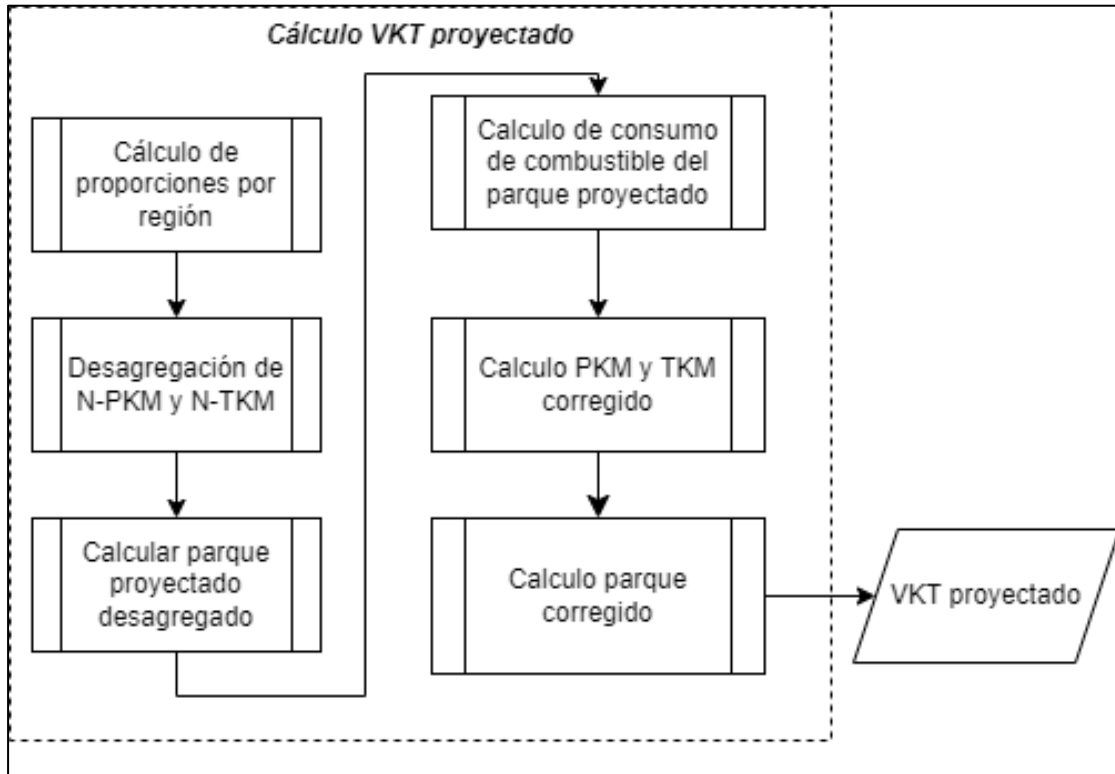 Cálculo VKT proyectado
Cálculo de
proporciones por
región
Desagregación de
N-PKM y N-TKM
Calcular parque
proyectado
desagregado
Calculo de consumo
de combustible del
parque proyectado
Calculo PKM y TKM
corregido
Calculo parque
corregido
VKT proyectado